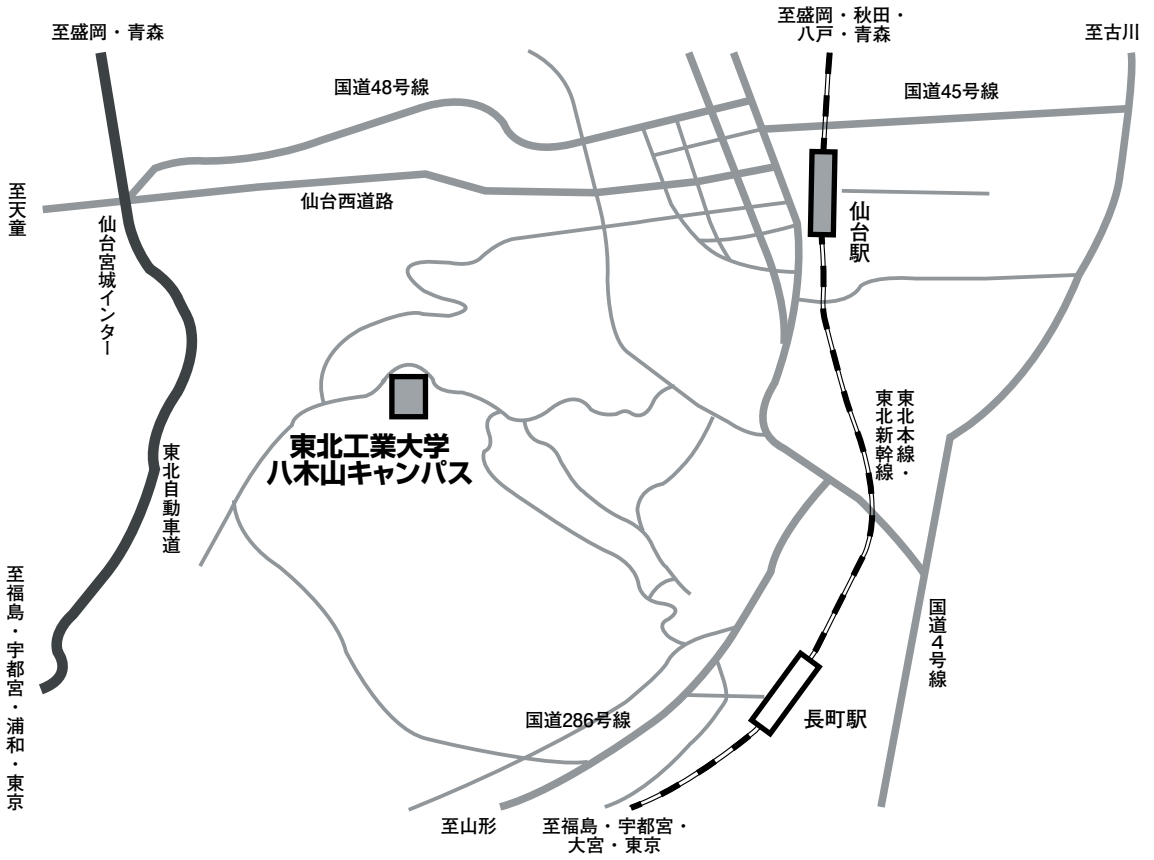 至盛岡・青森
至盛岡・秋田・
八戸・青森
至古川
国道48号線
国道45号線
至天童
仙台西道路
仙台宮城インター
仙台駅
東北本線・
東北新幹線
東北工業大学
八木山キャンパス
東北自動車道
至福島・宇都宮・浦和・東京
国道4号線
国道286号線
長町駅
至山形
至福島・宇都宮・
大宮・東京